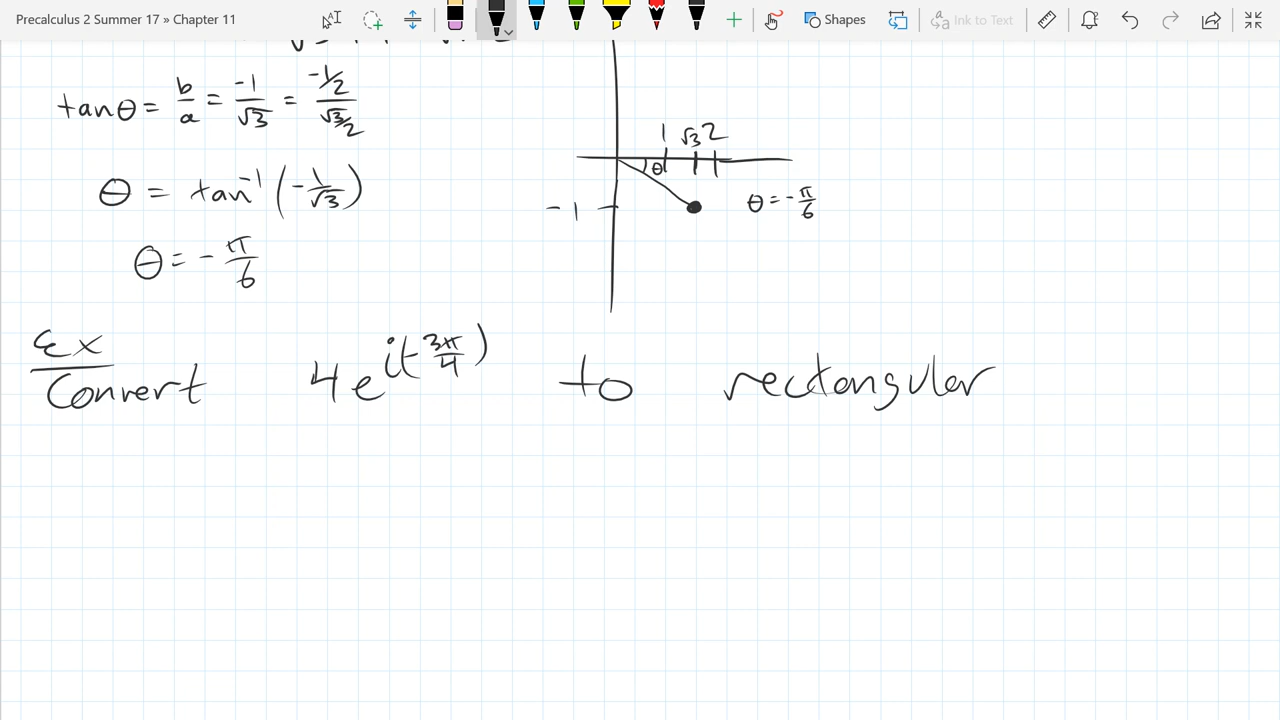 Precalculus 2 Summer 17 » Chapter 11
Shapes
Ink to Text
tanθ = b/a = -1/√3 = (-1/2)/(√3/2)
θ = tan⁻¹(-1/√3)
θ = -π/6
1 √3 2
θ
-1
θ = -π/6
Ex
Convert 4e^{i(-3π/4)} to rectangular